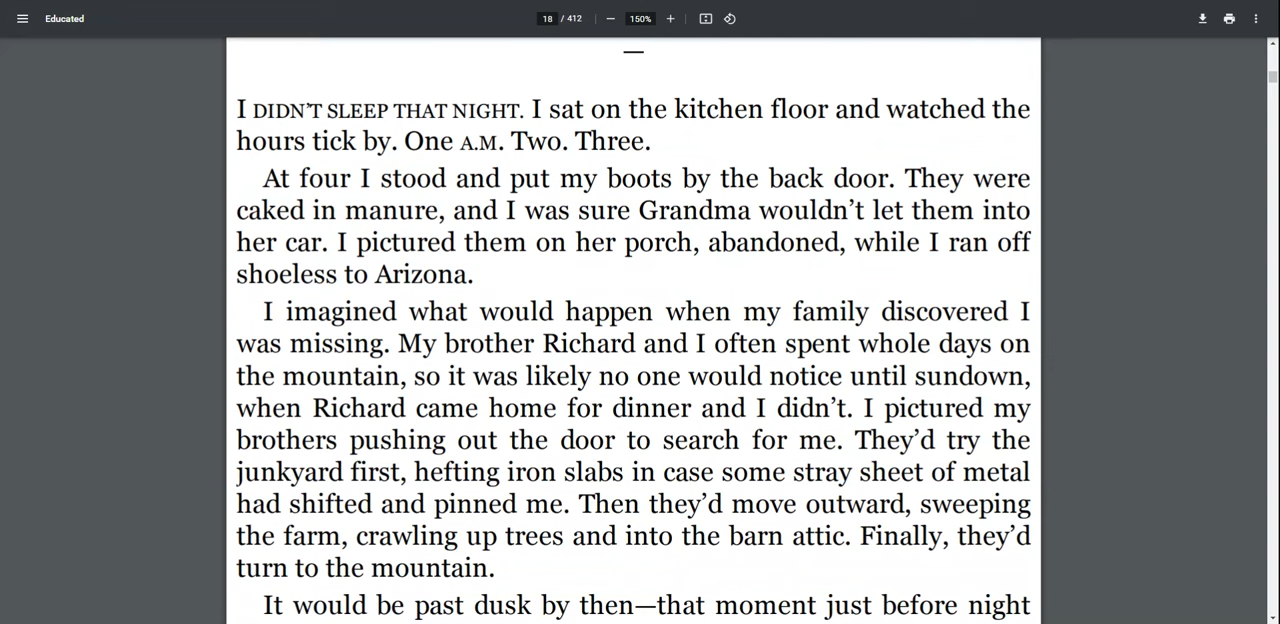 Educated
18 / 412
150%
I DIDN’T SLEEP THAT NIGHT. I sat on the kitchen floor and watched the
hours tick by. One A.M. Two. Three.
At four I stood and put my boots by the back door. They were
caked in manure, and I was sure Grandma wouldn’t let them into
her car. I pictured them on her porch, abandoned, while I ran off
shoeless to Arizona.
I imagined what would happen when my family discovered I
was missing. My brother Richard and I often spent whole days on
the mountain, so it was likely no one would notice until sundown,
when Richard came home for dinner and I didn’t. I pictured my
brothers pushing out the door to search for me. They’d try the
junkyard first, hefting iron slabs in case some stray sheet of metal
had shifted and pinned me. Then they’d move outward, sweeping
the farm, crawling up trees and into the barn attic. Finally, they’d
turn to the mountain.
It would be past dusk by then—that moment just before night